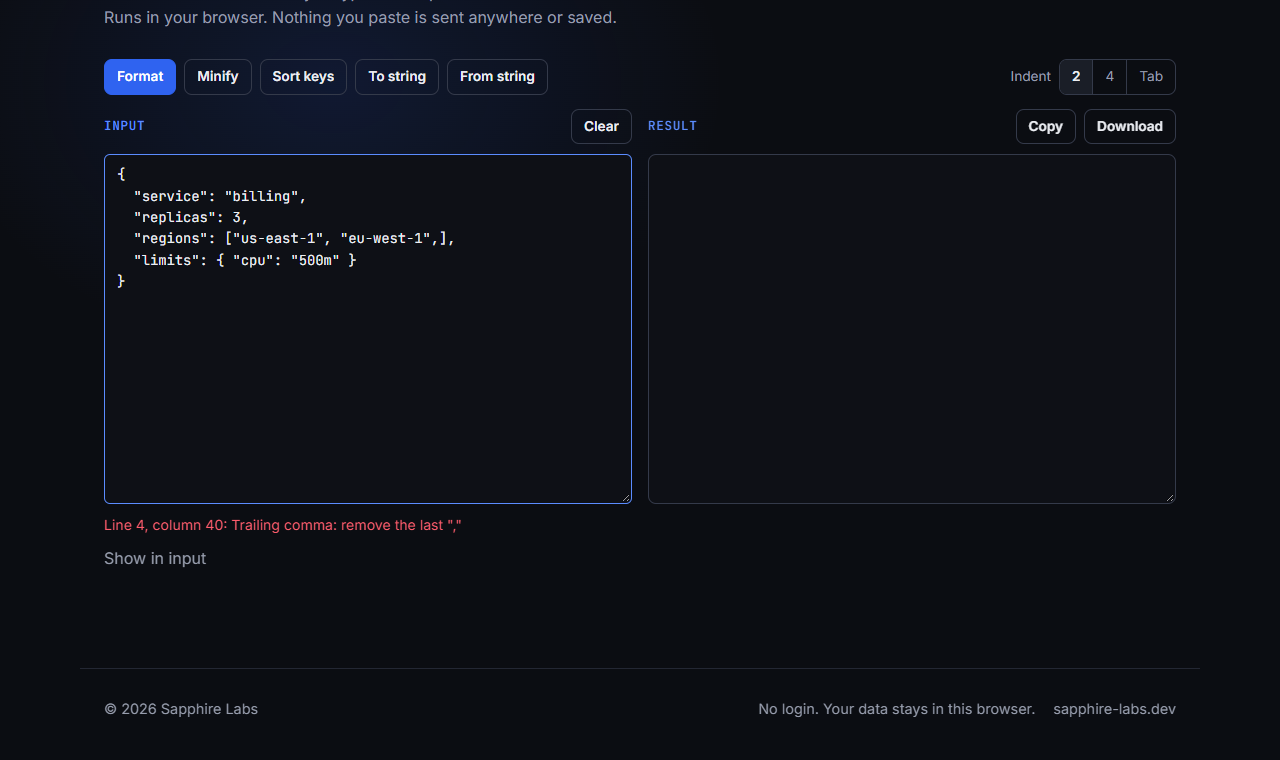 Runs in your browser. Nothing you paste is sent anywhere or saved.
Format Minify Sort keys To string From string Indent 2 4 Tab
INPUT Clear RESULT Copy Download
{
  "service": "billing",
  "replicas": 3,
  "regions": ["us-east-1", "eu-west-1",],
  "limits": { "cpu": "500m" }
}
Line 4, column 40: Trailing comma: remove the last ","
Show in input
© 2026 Sapphire Labs No login. Your data stays in this browser. sapphire-labs.dev